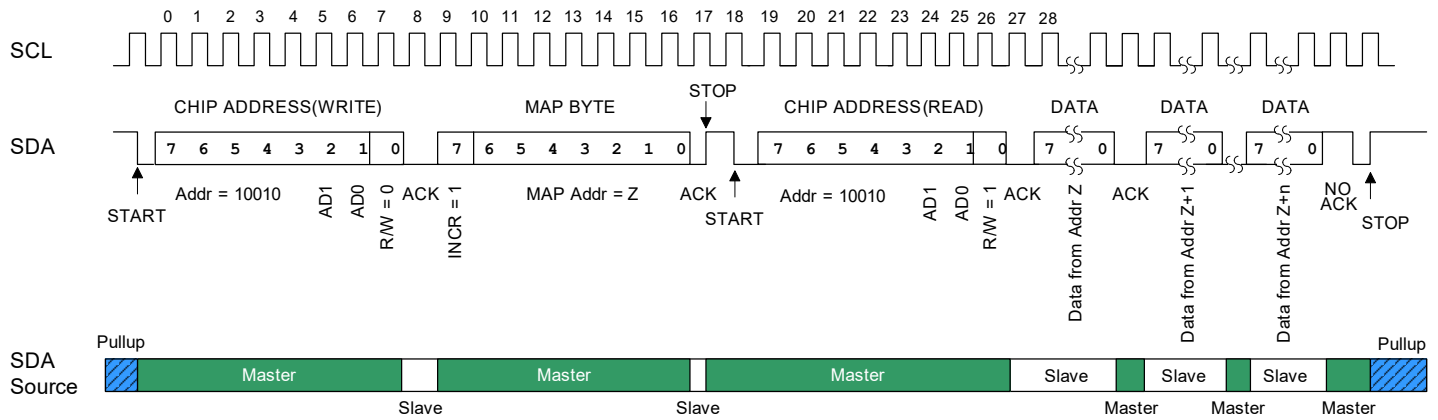 0 1 2 3 4 5 6 7 8 9 10 11 12 13 14 15 16 17 18 19 20 21 22 23 24 25 26 27 28
SCL
STOP
CHIP ADDRESS(WRITE) MAP BYTE CHIP ADDRESS(READ) DATA DATA DATA
SDA
7 6 5 4 3 2 1 0 7 6 5 4 3 2 1 0 7 6 5 4 3 2 1 0 7 0 7 0 7 0
START
Addr = 10010
AD1
AD0
R/W = 0
ACK
INCR = 1
MAP Addr = Z
ACK
START
Addr = 10010
AD1
AD0
R/W = 1
ACK
Data from Addr Z
ACK
Data from Addr Z+1
Data from Addr Z+n
NO
ACK
STOP
Pullup Pullup
SDA
Source
Master Master Master Slave Slave Slave
Slave Slave Master Master Master